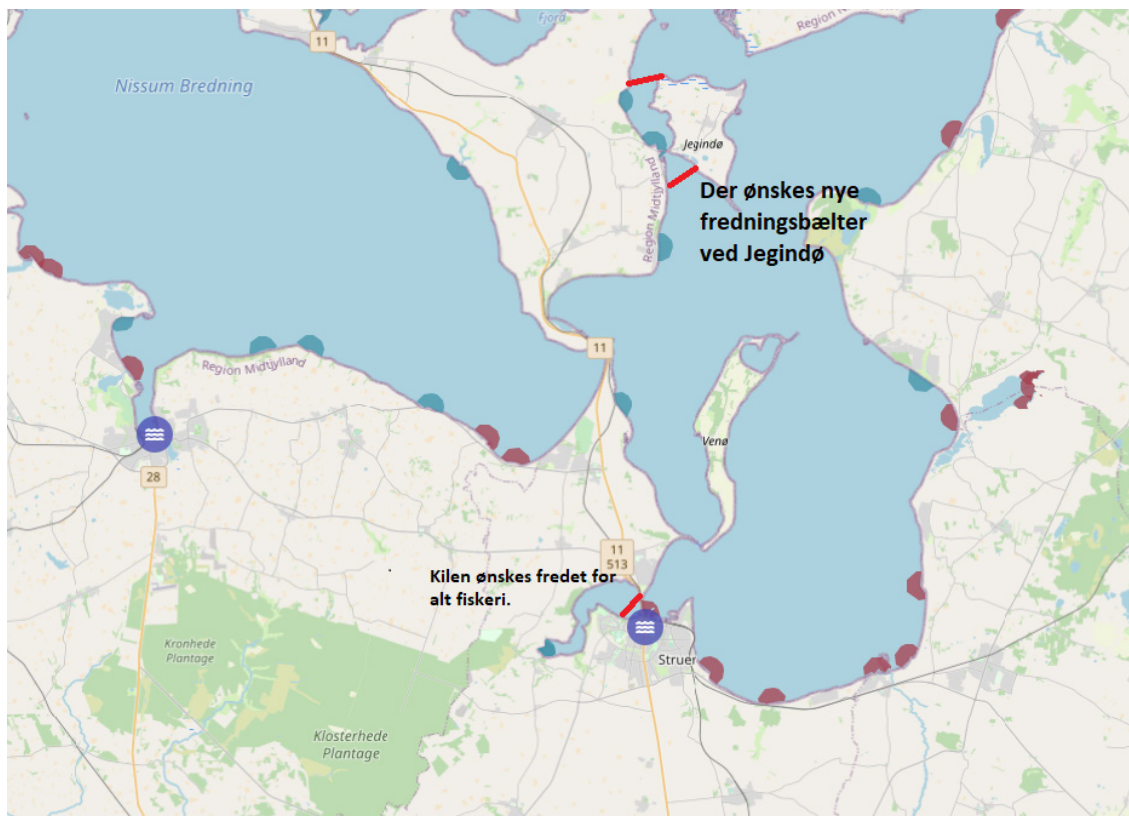 Fjord
11
Nissum Bredning
Jegindø
Region Midtjylland
Der ønskes nye
fredningsbælter
ved Jegindø
11
Region Midtjylland
Venø
28
11
513
Kilen ønskes fredet for
alt fiskeri.
Kronhede
Plantage
Struer
Klosterhede
Plantage